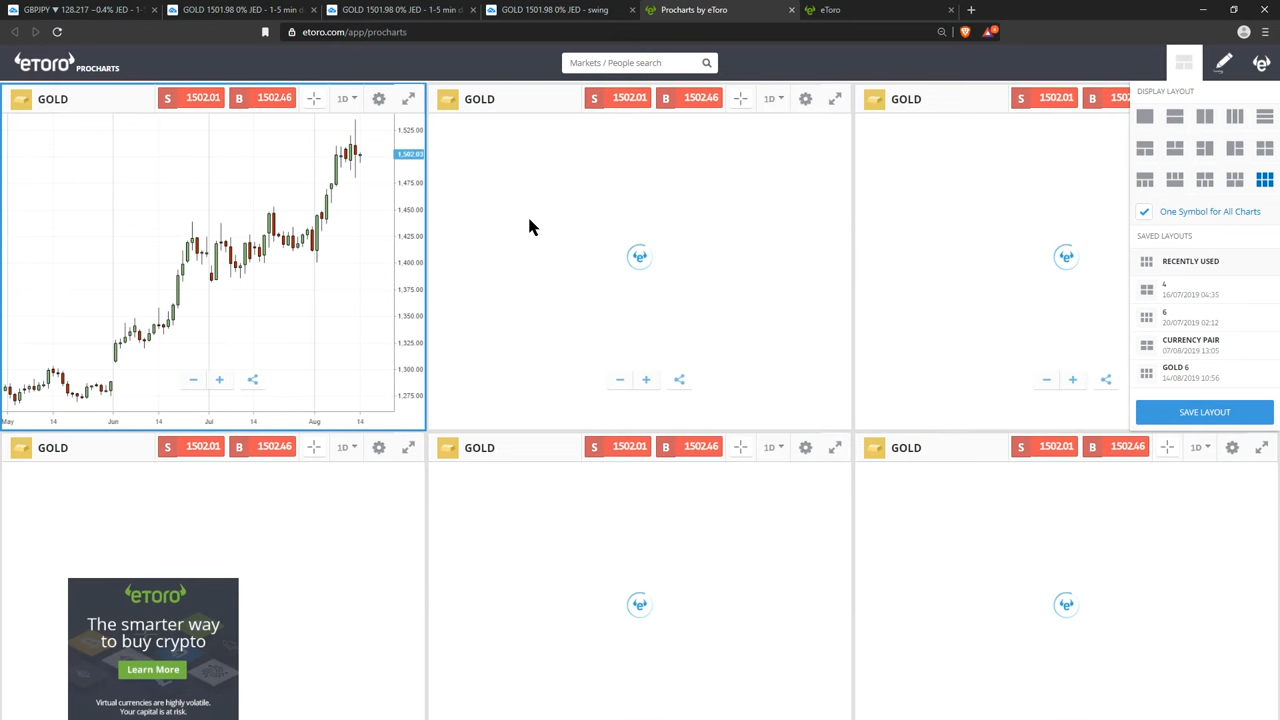 GBPJPY ▼ 128.217 −0.4% JED - 1-
GOLD 1501.98 0% JED - 1-5 min d
GOLD 1501.98 0% JED - 1-5 min d
GOLD 1501.98 0% JED - swing
Procharts by eToro
eToro
etoro.com/app/procharts
eToro PROCHARTS
Markets / People search
GOLD S 1502.01 B 1502.46 1D
GOLD S 1502.01 B 1502.46 1D
GOLD S 1502.01 B 1502
1,525.00
1,502.03
1,475.00
1,450.00
1,425.00
1,400.00
1,375.00
1,350.00
1,325.00
1,300.00
1,275.00
May 14 Jun 14 Jul 14 Aug 14
DISPLAY LAYOUT
One Symbol for All Charts
SAVED LAYOUTS
RECENTLY USED
4
16/07/2019 04:35
6
20/07/2019 02:12
CURRENCY PAIR
07/08/2019 13:05
GOLD 6
14/08/2019 10:56
SAVE LAYOUT
GOLD S 1502.01 B 1502.46 1D
GOLD S 1502.01 B 1502.46 1D
GOLD S 1502.01 B 1502.46 1D
eToro
The smarter way
to buy crypto
Learn More
Virtual currencies are highly volatile.
Your capital is at risk.